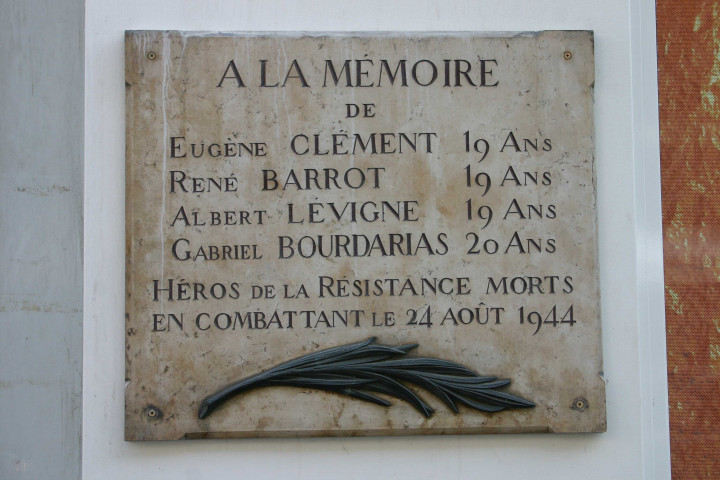 A LA MÉMOIRE
DE
EUGÈNE CLÉMENT 19 ANS
RENÉ BARROT 19 ANS
ALBERT LÉVIGNE 19 ANS
GABRIEL BOURDARIAS 20 ANS
HÉROS DE LA RÉSISTANCE MORTS
EN COMBATTANT LE 24 AOÛT 1944